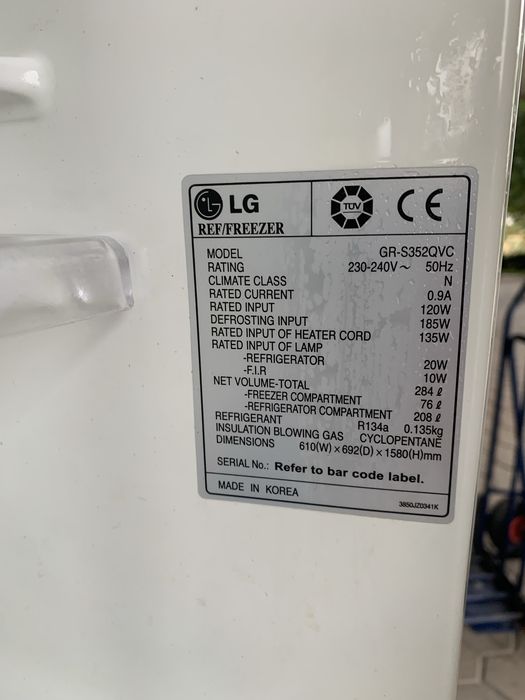 LG
TÜV CE
REF/FREEZER
MODEL GR-S352QVC
RATING 230-240V~ 50Hz
CLIMATE CLASS N
RATED CURRENT 0.9A
RATED INPUT 120W
DEFROSTING INPUT 185W
RATED INPUT OF HEATER CORD 135W
RATED INPUT OF LAMP
-REFRIGERATOR 20W
-F.I.R 10W
NET VOLUME-TOTAL 284 ℓ
-FREEZER COMPARTMENT 76 ℓ
-REFRIGERATOR COMPARTMENT 208 ℓ
REFRIGERANT R134a 0.135kg
INSULATION BLOWING GAS CYCLOPENTANE
DIMENSIONS 610(W) × 692(D) × 1580(H)mm
SERIAL No.: Refer to bar code label.
MADE IN KOREA 3850JZ0341K